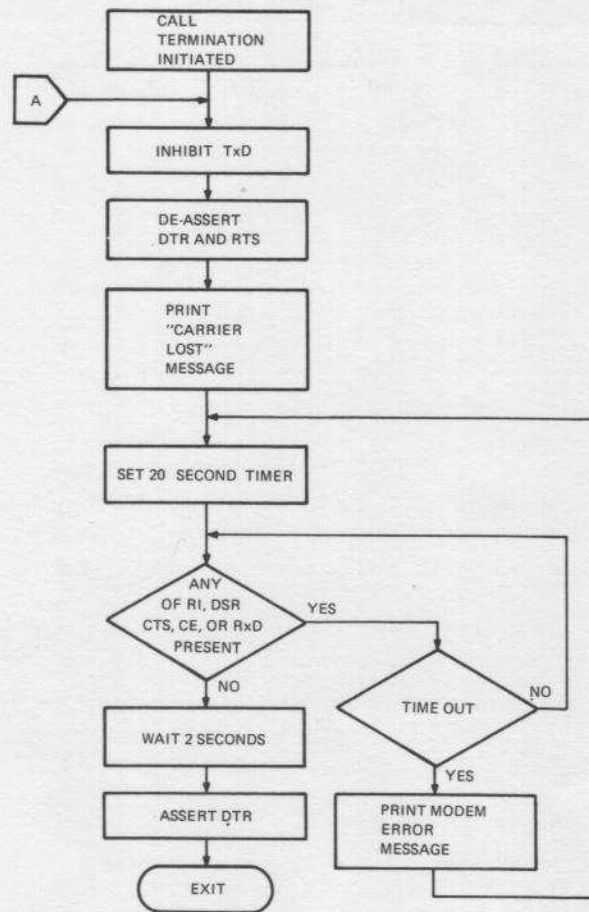 CALL
TERMINATION
INITIATED
A
INHIBIT TxD
DE-ASSERT
DTR AND RTS
PRINT
"CARRIER
LOST"
MESSAGE
SET 20 SECOND TIMER
ANY
OF RI, DSR
CTS, CE, OR RxD
PRESENT
YES
NO
TIME OUT
NO
YES
WAIT 2 SECONDS
ASSERT DTR
PRINT MODEM
ERROR
MESSAGE
EXIT